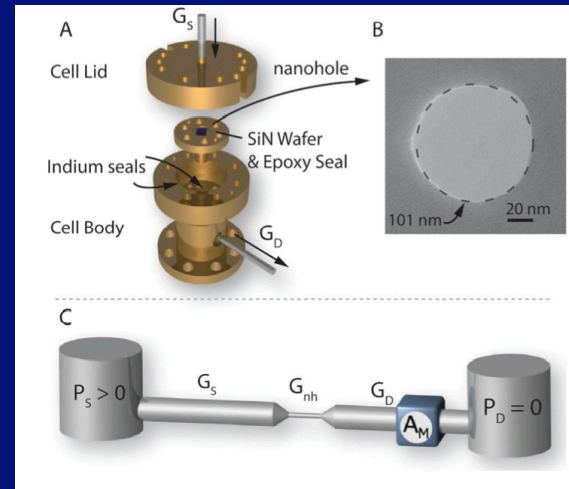 A
G_S
Cell Lid
nanohole
SiN Wafer
& Epoxy Seal
Indium seals
Cell Body
G_D
B
101 nm
20 nm
C
P_S > 0
G_S
G_nh
G_D
A_M
P_D = 0